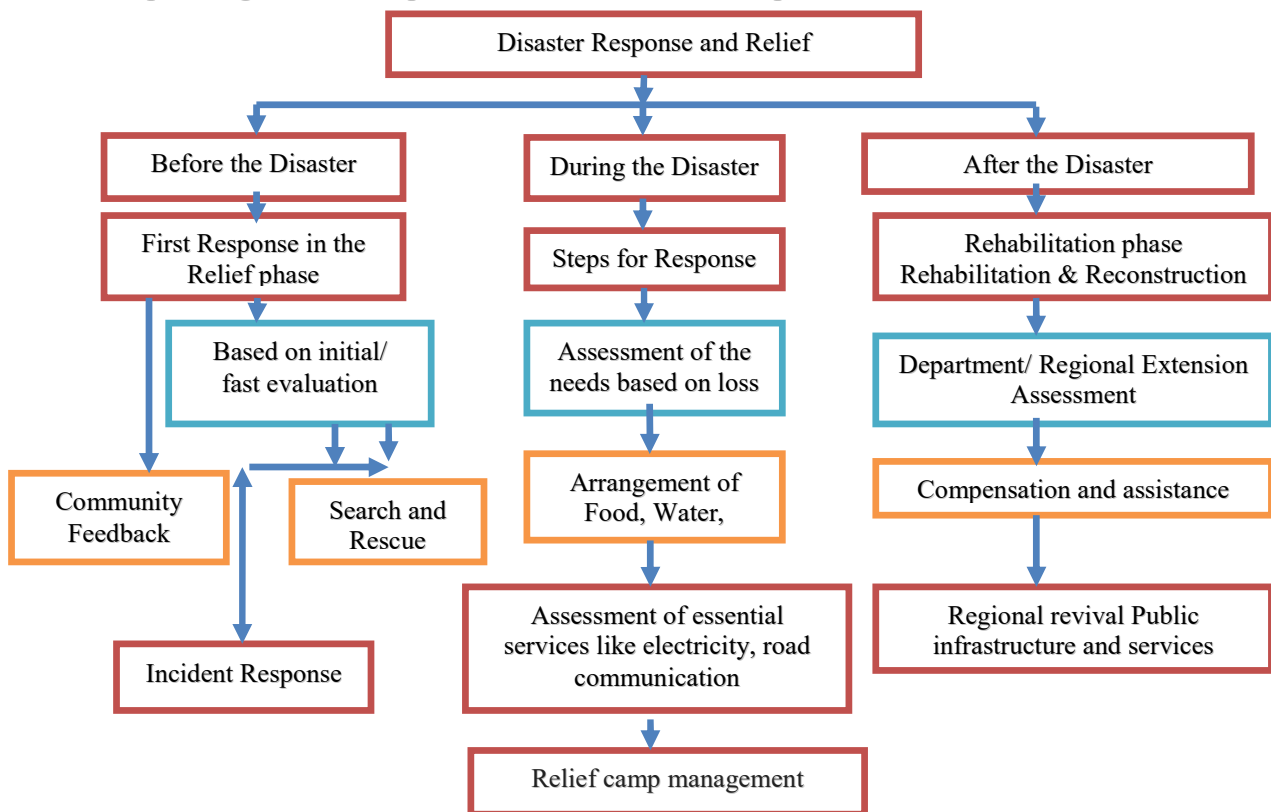 Disaster Response and Relief
Before the Disaster
During the Disaster
After the Disaster
First Response in the
Relief phase
Steps for Response
Rehabilitation phase
Rehabilitation & Reconstruction
Based on initial/
fast evaluation
Assessment of the
needs based on loss
Department/ Regional Extension
Assessment
Community
Feedback
Search and
Rescue
Arrangement of
Food, Water,
Compensation and assistance
Incident Response
Assessment of essential
services like electricity, road
communication
Regional revival Public
infrastructure and services
Relief camp management